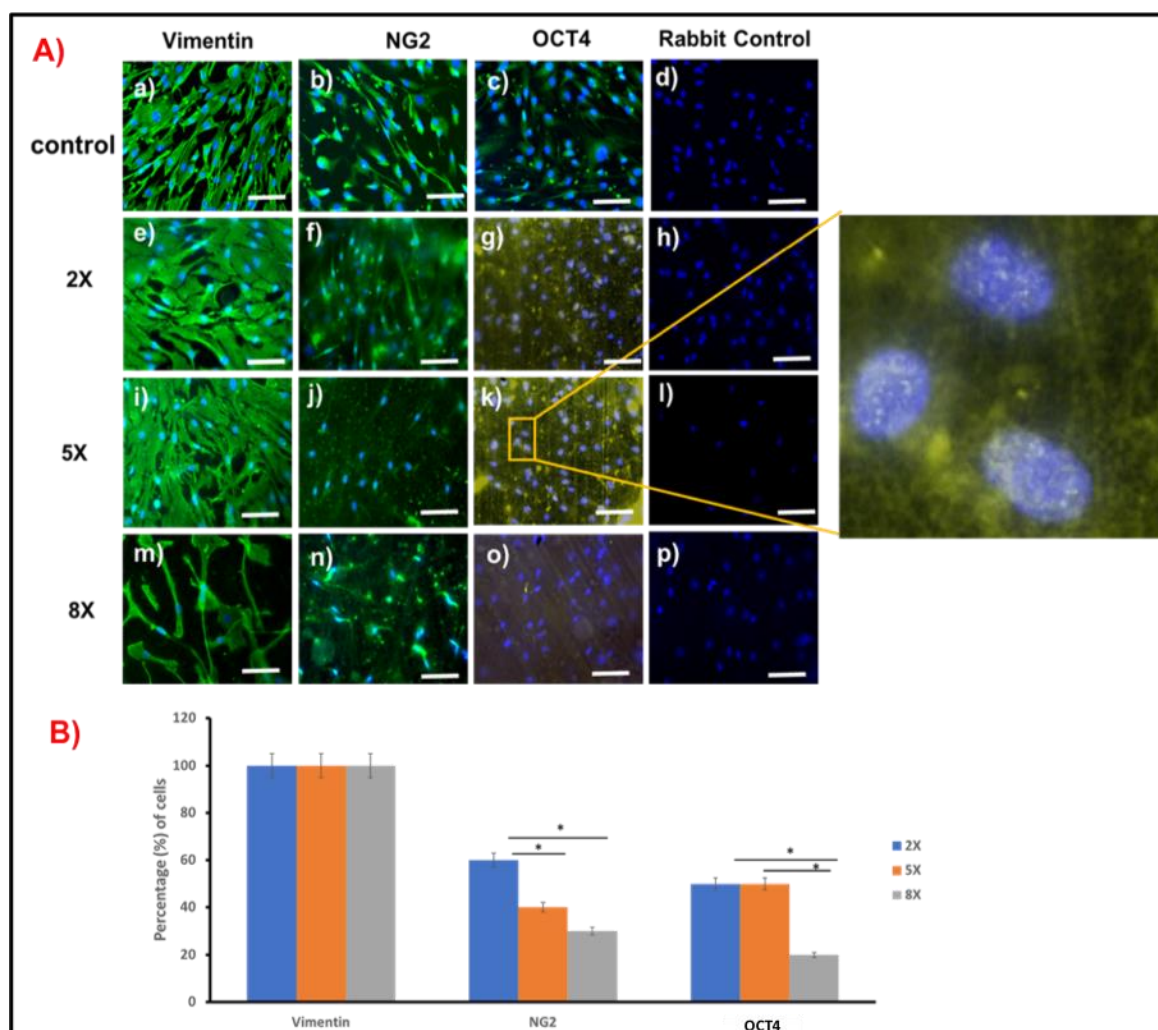 A) Vimentin NG2 OCT4 Rabbit Control
control a) b) c) d)
2X e) f) g) h)
5X i) j) k) l)
8X m) n) o) p)
B)
120
100
80
60
40
20
0
Percentage (%) of cells
* *
* *
2X
5X
8X
Vimentin NG2 OCT4